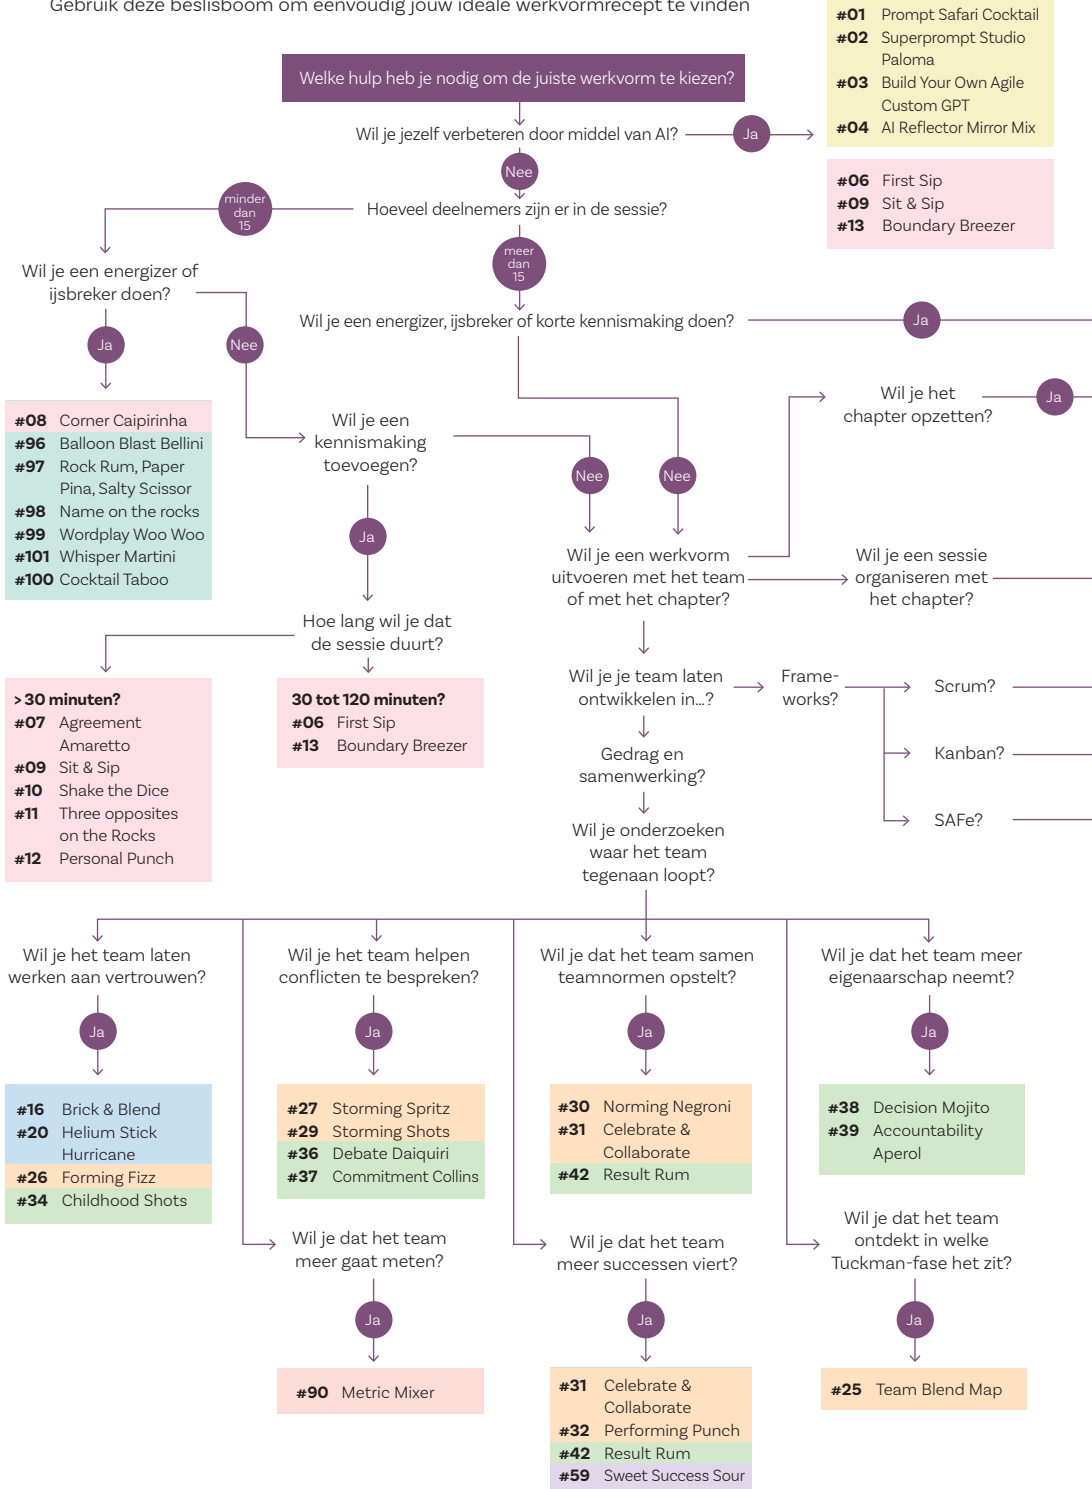 Gebruik deze beslisboom om eenvoudig jouw ideale werkvormrecept te vinden
#01 Prompt Safari Cocktail
#02 Superprompt Studio
Paloma
#03 Build Your Own Agile
Custom GPT
#04 AI Reflector Mirror Mix
Welke hulp heb je nodig om de juiste werkvorm te kiezen?
Wil je jezelf verbeteren door middel van AI?
Ja
Nee
#06 First Sip
#09 Sit & Sip
#13 Boundary Breezer
minder
dan
15
Hoeveel deelnemers zijn er in de sessie?
meer
dan
15
Wil je een energizer of
ijsbreker doen?
Wil je een energizer, ijsbreker of korte kennismaking doen?
Ja
Ja
Nee
Wil je het
chapter opzetten?
Ja
#08 Corner Caipirinha
#96 Balloon Blast Bellini
#97 Rock Rum, Paper
Pina, Salty Scissor
#98 Name on the rocks
#99 Wordplay Woo Woo
#101 Whisper Martini
#100 Cocktail Taboo
Wil je een
kennismaking
toevoegen?
Nee
Nee
Ja
Wil je een werkvorm
uitvoeren met het team
of met het chapter?
Wil je een sessie
organiseren met
het chapter?
Hoe lang wil je dat
de sessie duurt?
> 30 minuten?
#07 Agreement
Amaretto
#09 Sit & Sip
#10 Shake the Dice
#11 Three opposites
on the Rocks
#12 Personal Punch
30 tot 120 minuten?
#06 First Sip
#13 Boundary Breezer
Wil je je team laten
ontwikkelen in...?
Frame-
works?
Scrum?
Kanban?
SAFe?
Gedrag en
samenwerking?
Wil je onderzoeken
waar het team
tegenaan loopt?
Wil je het team laten
werken aan vertrouwen?
Wil je het team helpen
conflicten te bespreken?
Wil je dat het team samen
teamnormen opstelt?
Wil je dat het team meer
eigenaarschap neemt?
Ja
Ja
Ja
Ja
#16 Brick & Blend
#20 Helium Stick
Hurricane
#26 Forming Fizz
#34 Childhood Shots
#27 Storming Spritz
#29 Storming Shots
#36 Debate Daiquiri
#37 Commitment Collins
#30 Norming Negroni
#31 Celebrate &
Collaborate
#42 Result Rum
#38 Decision Mojito
#39 Accountability
Aperol
Wil je dat het team
meer gaat meten?
Wil je dat het team
meer successen viert?
Wil je dat het team
ontdekt in welke
Tuckman-fase het zit?
Ja
Ja
Ja
#90 Metric Mixer
#31 Celebrate &
Collaborate
#32 Performing Punch
#42 Result Rum
#59 Sweet Success Sour
#25 Team Blend Map